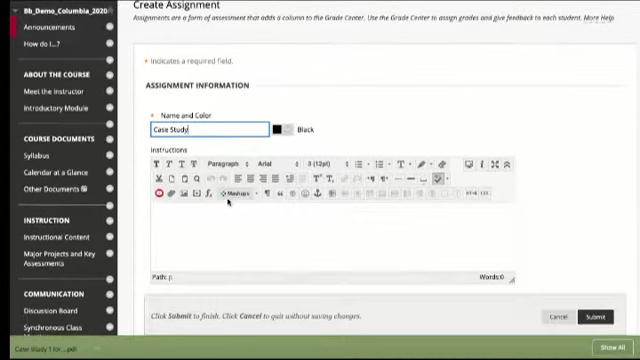 Create Assignment
Assignments are a form of assessment that adds a column to the Grade Center. Use the Grade Center to assign grades and give feedback to each student. More Help
Bb_Demo_Columbia_2020
Announcements
How do I...?
ABOUT THE COURSE
Meet the Instructor
Introductory Module
COURSE DOCUMENTS
Syllabus
Calendar at a Glance
Other Documents
INSTRUCTION
Instructional Content
Major Projects and Key
Assessments
COMMUNICATION
Discussion Board
Synchronous Class
* Indicates a required field.
ASSIGNMENT INFORMATION
* Name and Color
Case Study
Black
Instructions
T T T T Paragraph Arial 3 (12pt)
Mashups
HTML CSS
Path: p
Words:0
Click Submit to finish. Click Cancel to quit without saving changes.
Cancel
Submit
Case Study 1 for ....pdf
Show All